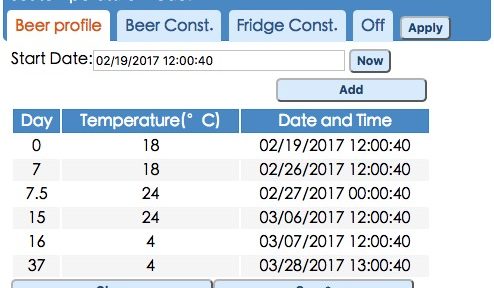 Beer profile Beer Const. Fridge Const. Off Apply
Start Date: 02/19/2017 12:00:40 Now
Add
Day Temperature(° C) Date and Time
0 18 02/19/2017 12:00:40
7 18 02/26/2017 12:00:40
7.5 24 02/27/2017 00:00:40
15 24 03/06/2017 12:00:40
16 4 03/07/2017 12:00:40
37 4 03/28/2017 13:00:40